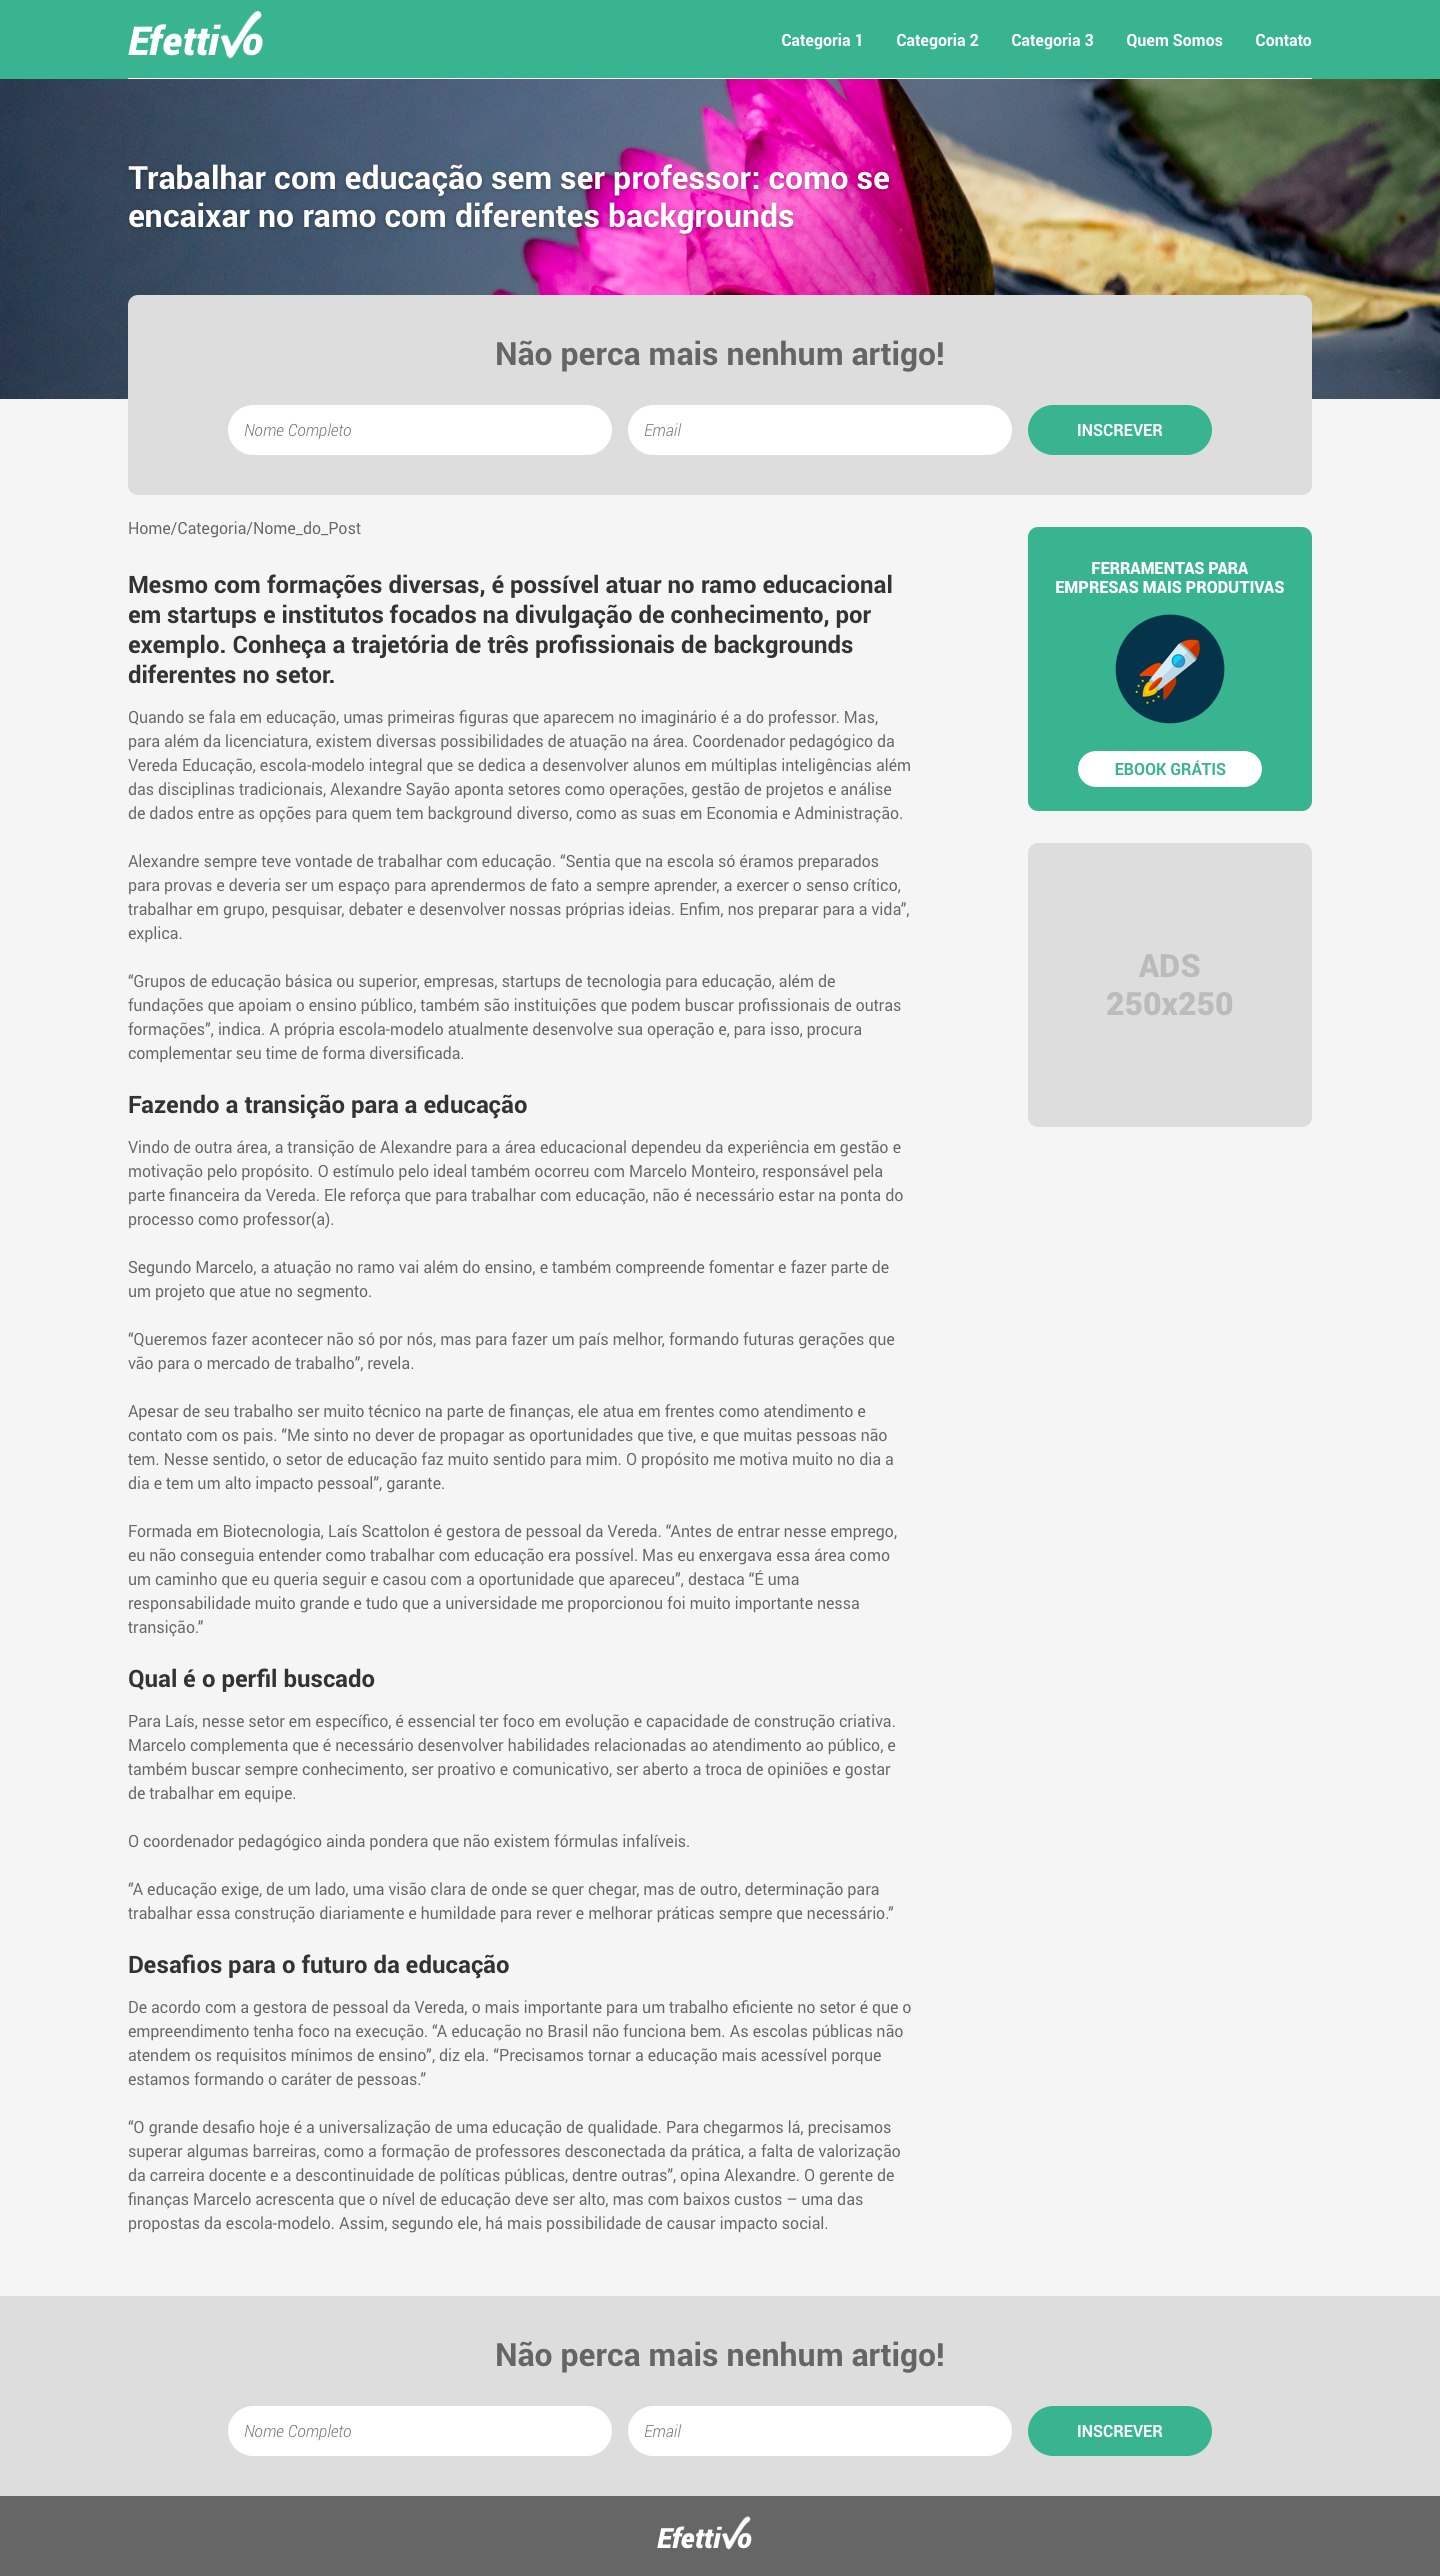 Efettivo
Categoria 1
Categoria 2
Categoria 3
Quem Somos
Contato
Trabalhar com educação sem ser professor: como se
encaixar no ramo com diferentes backgrounds
Não perca mais nenhum artigo!
Nome Completo
Email
INSCREVER
Home/Categoria/Nome_do_Post
Mesmo com formações diversas, é possível atuar no ramo educacional
em startups e institutos focados na divulgação de conhecimento, por
exemplo. Conheça a trajetória de três profissionais de backgrounds
diferentes no setor.
Quando se fala em educação, umas primeiras figuras que aparecem no imaginário é a do professor. Mas,
para além da licenciatura, existem diversas possibilidades de atuação na área. Coordenador pedagógico da
Vereda Educação, escola-modelo integral que se dedica a desenvolver alunos em múltiplas inteligências além
das disciplinas tradicionais, Alexandre Sayão aponta setores como operações, gestão de projetos e análise
de dados entre as opções para quem tem background diverso, como as suas em Economia e Administração.
Alexandre sempre teve vontade de trabalhar com educação. “Sentia que na escola só éramos preparados
para provas e deveria ser um espaço para aprendermos de fato a sempre aprender, a exercer o senso crítico,
trabalhar em grupo, pesquisar, debater e desenvolver nossas próprias ideias. Enfim, nos preparar para a vida”,
explica.
“Grupos de educação básica ou superior, empresas, startups de tecnologia para educação, além de
fundações que apoiam o ensino público, também são instituições que podem buscar profissionais de outras
formações”, indica. A própria escola-modelo atualmente desenvolve sua operação e, para isso, procura
complementar seu time de forma diversificada.
Fazendo a transição para a educação
Vindo de outra área, a transição de Alexandre para a área educacional dependeu da experiência em gestão e
motivação pelo propósito. O estímulo pelo ideal também ocorreu com Marcelo Monteiro, responsável pela
parte financeira da Vereda. Ele reforça que para trabalhar com educação, não é necessário estar na ponta do
processo como professor(a).
Segundo Marcelo, a atuação no ramo vai além do ensino, e também compreende fomentar e fazer parte de
um projeto que atue no segmento.
“Queremos fazer acontecer não só por nós, mas para fazer um país melhor, formando futuras gerações que
vão para o mercado de trabalho”, revela.
Apesar de seu trabalho ser muito técnico na parte de finanças, ele atua em frentes como atendimento e
contato com os pais. “Me sinto no dever de propagar as oportunidades que tive, e que muitas pessoas não
tem. Nesse sentido, o setor de educação faz muito sentido para mim. O propósito me motiva muito no dia a
dia e tem um alto impacto pessoal”, garante.
Formada em Biotecnologia, Laís Scattolon é gestora de pessoal da Vereda. “Antes de entrar nesse emprego,
eu não conseguia entender como trabalhar com educação era possível. Mas eu enxergava essa área como
um caminho que eu queria seguir e casou com a oportunidade que apareceu”, destaca “É uma
responsabilidade muito grande e tudo que a universidade me proporcionou foi muito importante nessa
transição.”
Qual é o perfil buscado
Para Laís, nesse setor em específico, é essencial ter foco em evolução e capacidade de construção criativa.
Marcelo complementa que é necessário desenvolver habilidades relacionadas ao atendimento ao público, e
também buscar sempre conhecimento, ser proativo e comunicativo, ser aberto a troca de opiniões e gostar
de trabalhar em equipe.
O coordenador pedagógico ainda pondera que não existem fórmulas infalíveis.
“A educação exige, de um lado, uma visão clara de onde se quer chegar, mas de outro, determinação para
trabalhar essa construção diariamente e humildade para rever e melhorar práticas sempre que necessário.”
Desafios para o futuro da educação
De acordo com a gestora de pessoal da Vereda, o mais importante para um trabalho eficiente no setor é que o
empreendimento tenha foco na execução. “A educação no Brasil não funciona bem. As escolas públicas não
atendem os requisitos mínimos de ensino”, diz ela. “Precisamos tornar a educação mais acessível porque
estamos formando o caráter de pessoas.”
“O grande desafio hoje é a universalização de uma educação de qualidade. Para chegarmos lá, precisamos
superar algumas barreiras, como a formação de professores desconectada da prática, a falta de valorização
da carreira docente e a descontinuidade de políticas públicas, dentre outras”, opina Alexandre. O gerente de
finanças Marcelo acrescenta que o nível de educação deve ser alto, mas com baixos custos – uma das
propostas da escola-modelo. Assim, segundo ele, há mais possibilidade de causar impacto social.
FERRAMENTAS PARA
EMPRESAS MAIS PRODUTIVAS
EBOOK GRÁTIS
ADS
250x250
Não perca mais nenhum artigo!
Nome Completo
Email
INSCREVER
Efettivo